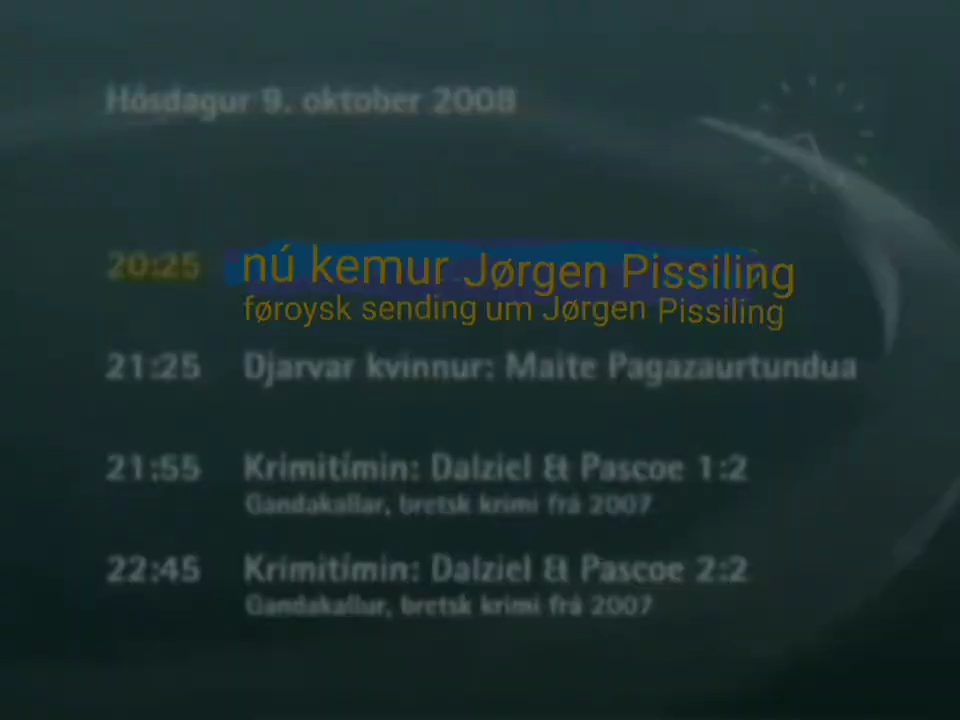 Hósdagur 9. oktober 2008
20:25 nú kemur Jørgen Pissiling
føroysk sending um Jørgen Pissiling
21:25 Djarvar kvinnur: Maite Pagazaurtundua
21:55 Krimitímin: Dalziel & Pascoe 1:2
Gandakallar, bretsk krimi frá 2007
22:45 Krimitímin: Dalziel & Pascoe 2:2
Gandakallur, bretsk krimi frá 2007